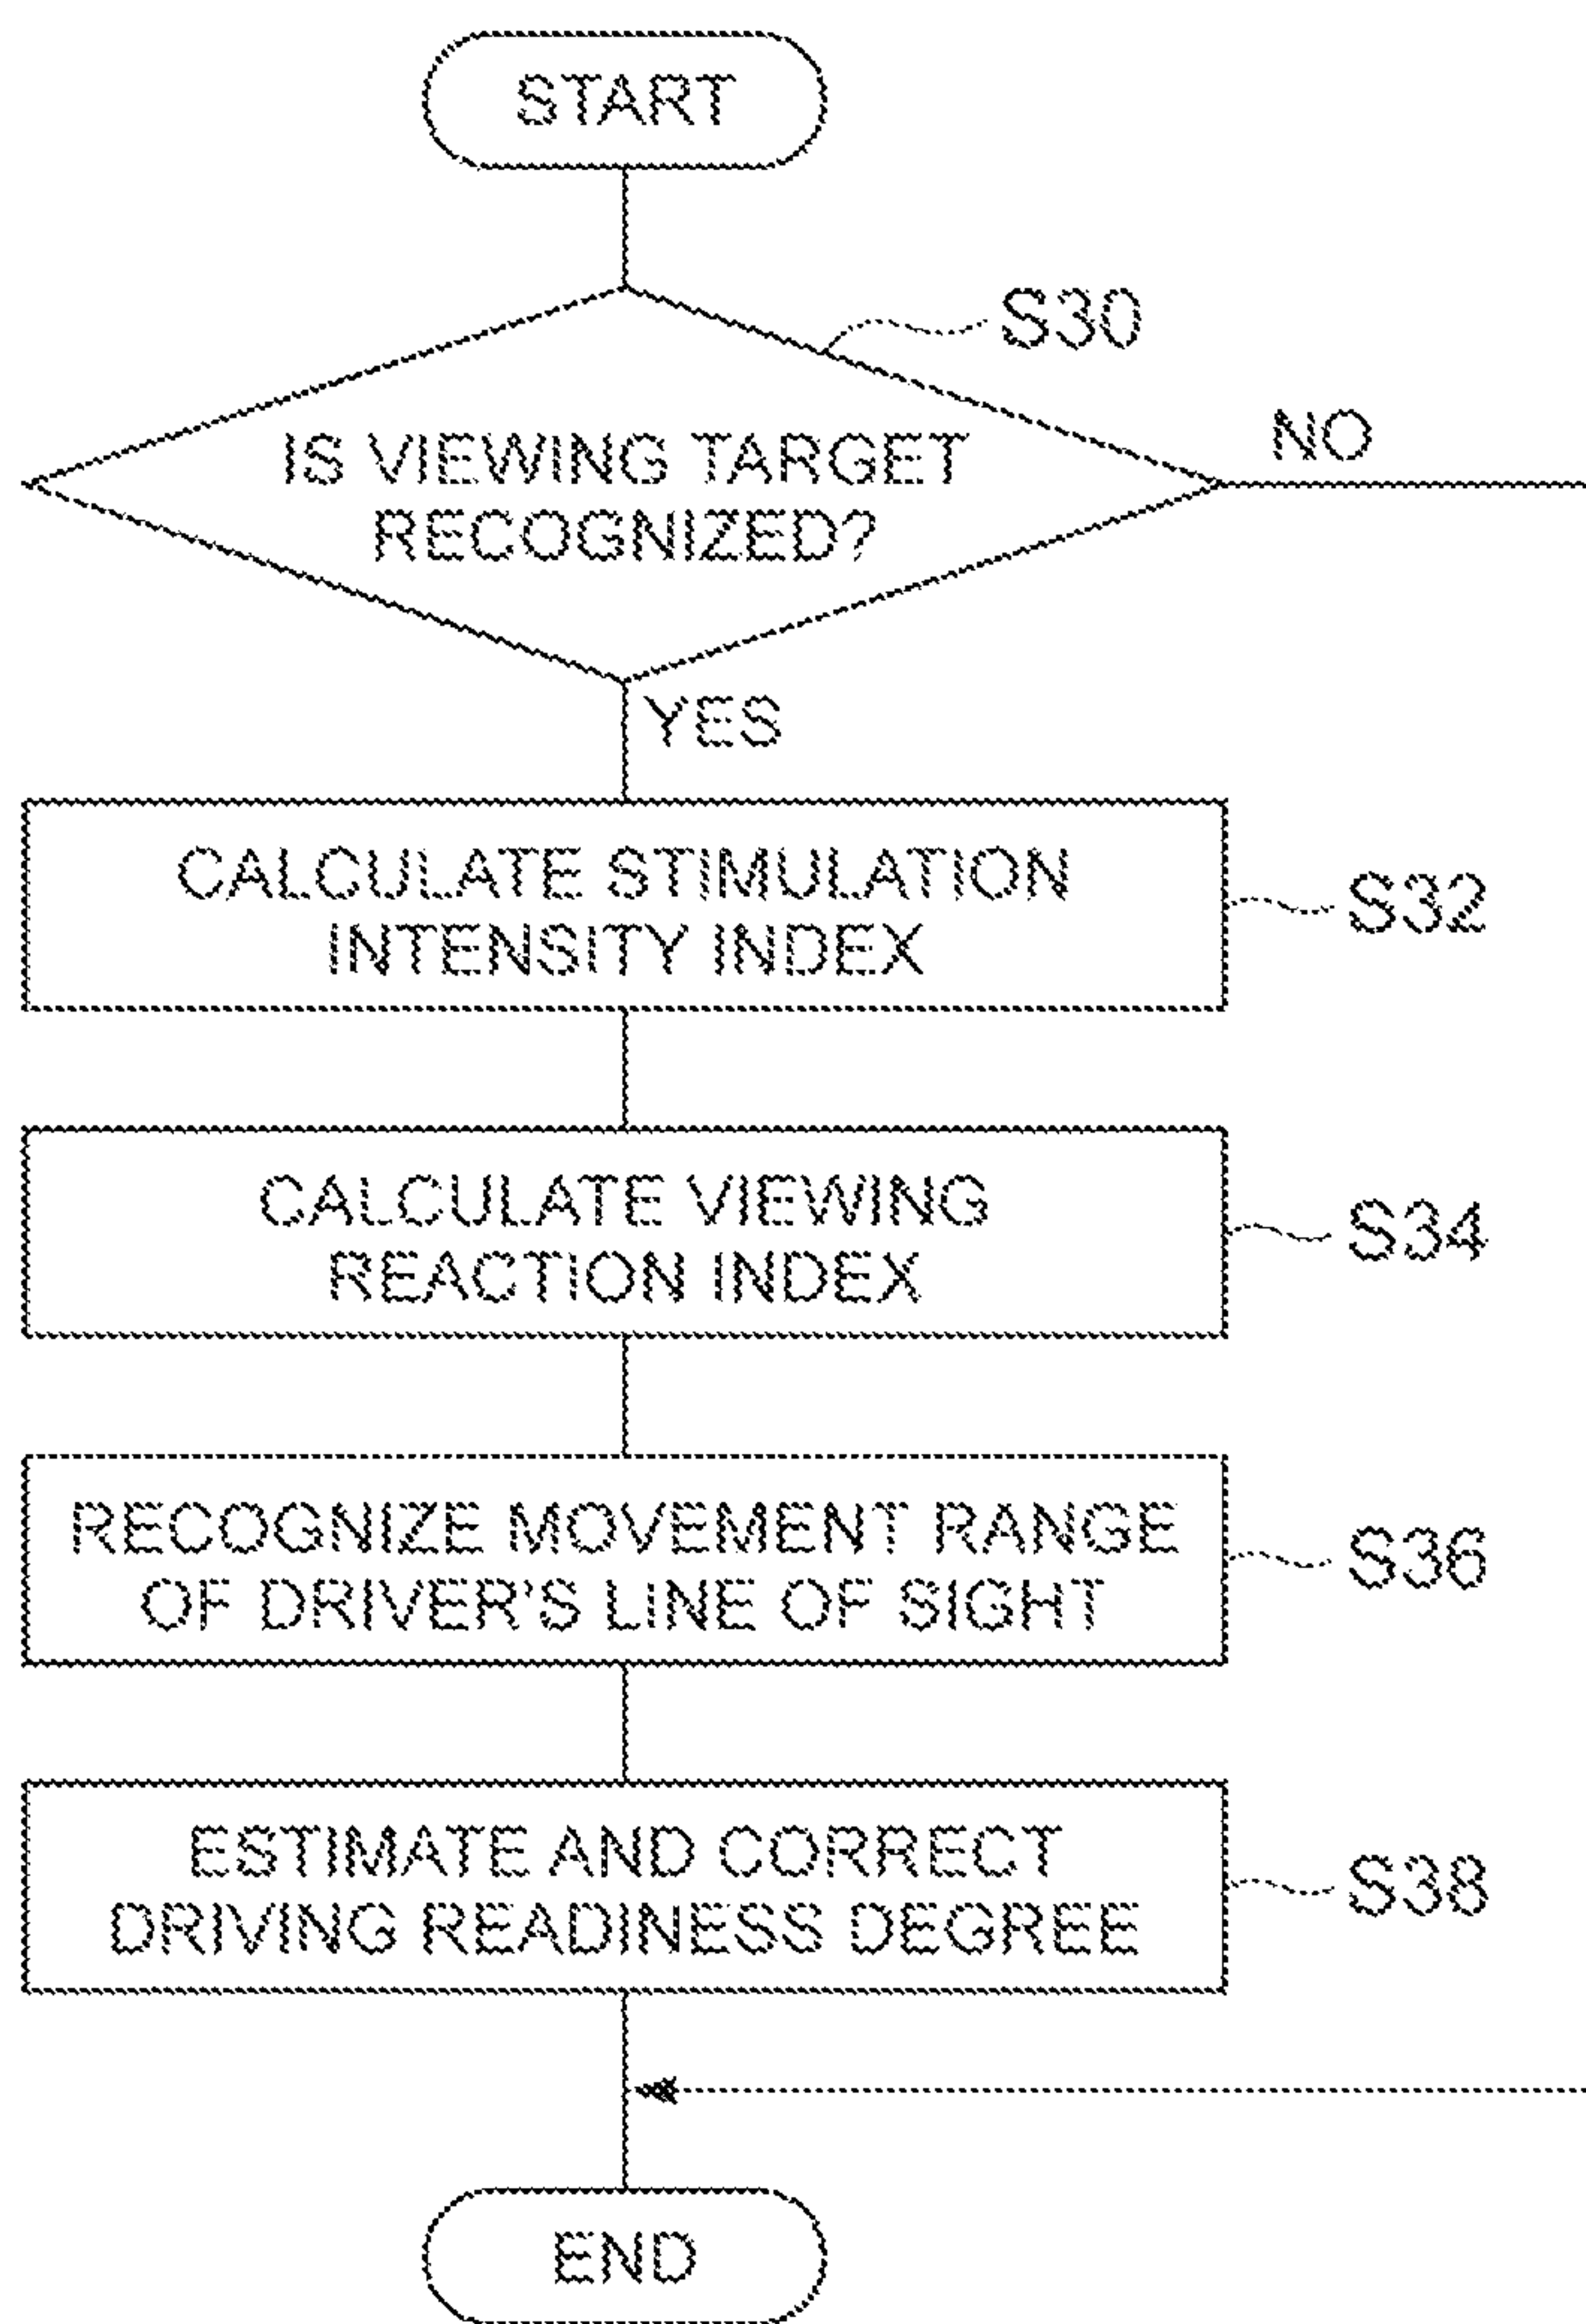 START
S30
NO
IS VIEWING TARGET
RECOGNIZED?
YES
CALCULATE STIMULATION
INTENSITY INDEX
S32
CALCULATE VIEWING
REACTION INDEX
S34
RECOGNIZE MOVEMENT RANGE
OF DRIVER'S LINE OF SIGHT
S36
ESTIMATE AND CORRECT
DRIVING READINESS DEGREE
S38
END